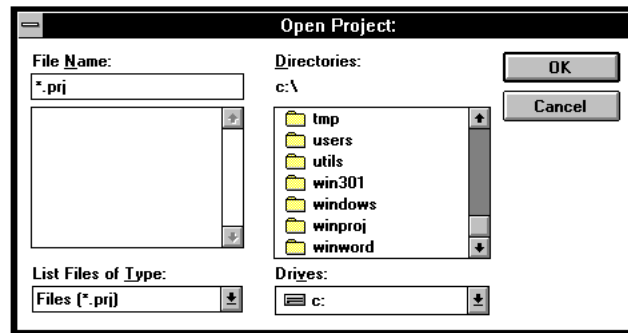 Open Project:
File Name:
*.prj
List Files of Type:
Files (*.prj)
Directories:
c:\
tmp
users
utils
win301
windows
winproj
winword
Drives:
c:
OK
Cancel